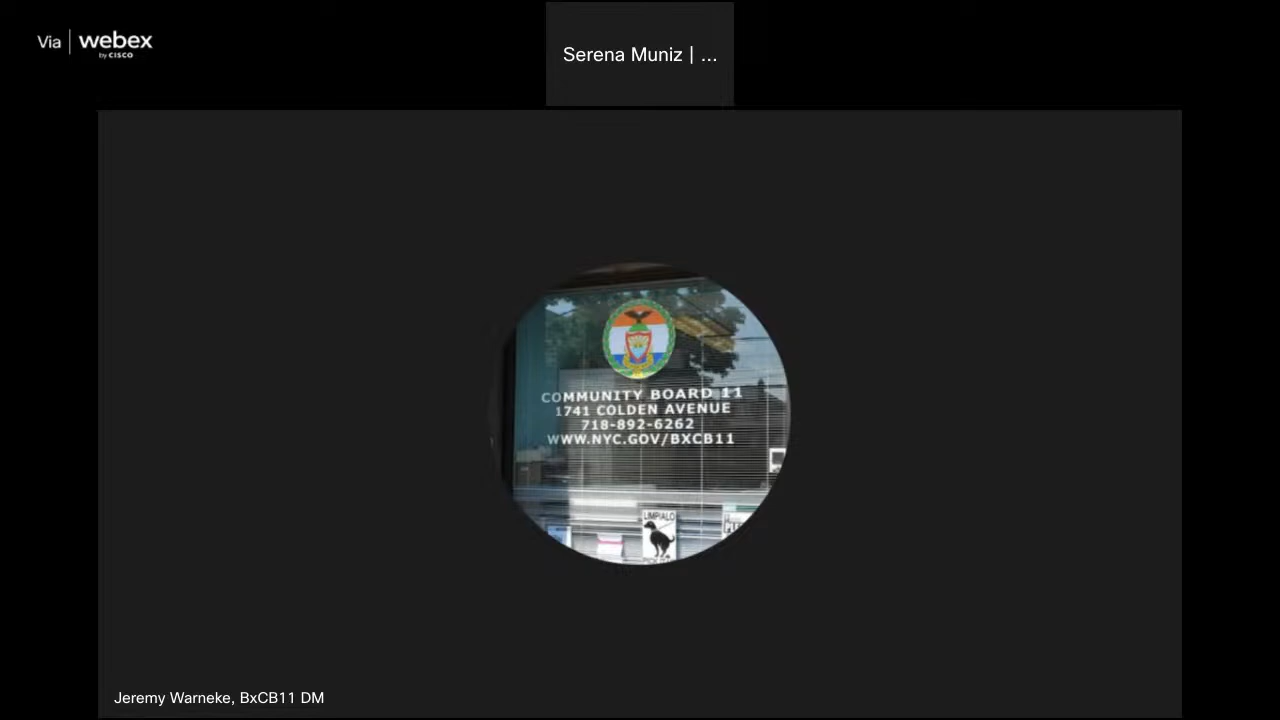 Via webex
by CISCO
Serena Muniz | ...
COMMUNITY BOARD 11
1741 COLDEN AVENUE
718-892-6262
WWW.NYC.GOV/BXCB11
LIMPIALO
Jeremy Warneke, BxCB11 DM